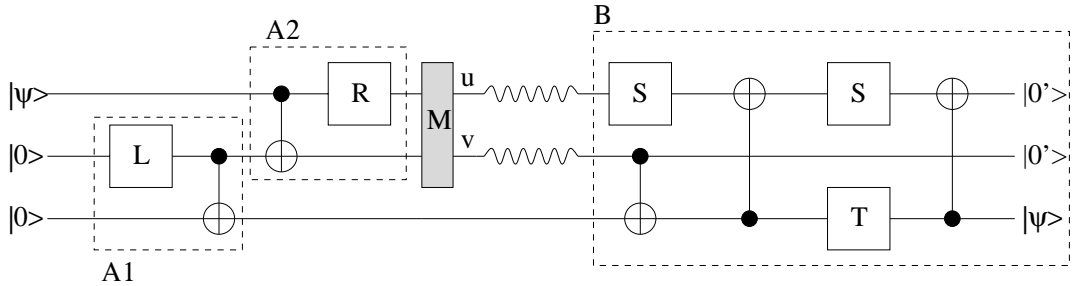 B
A2
|ψ> R u S S |0'>
M
|0> L v |0'>
|0> T |ψ>
A1